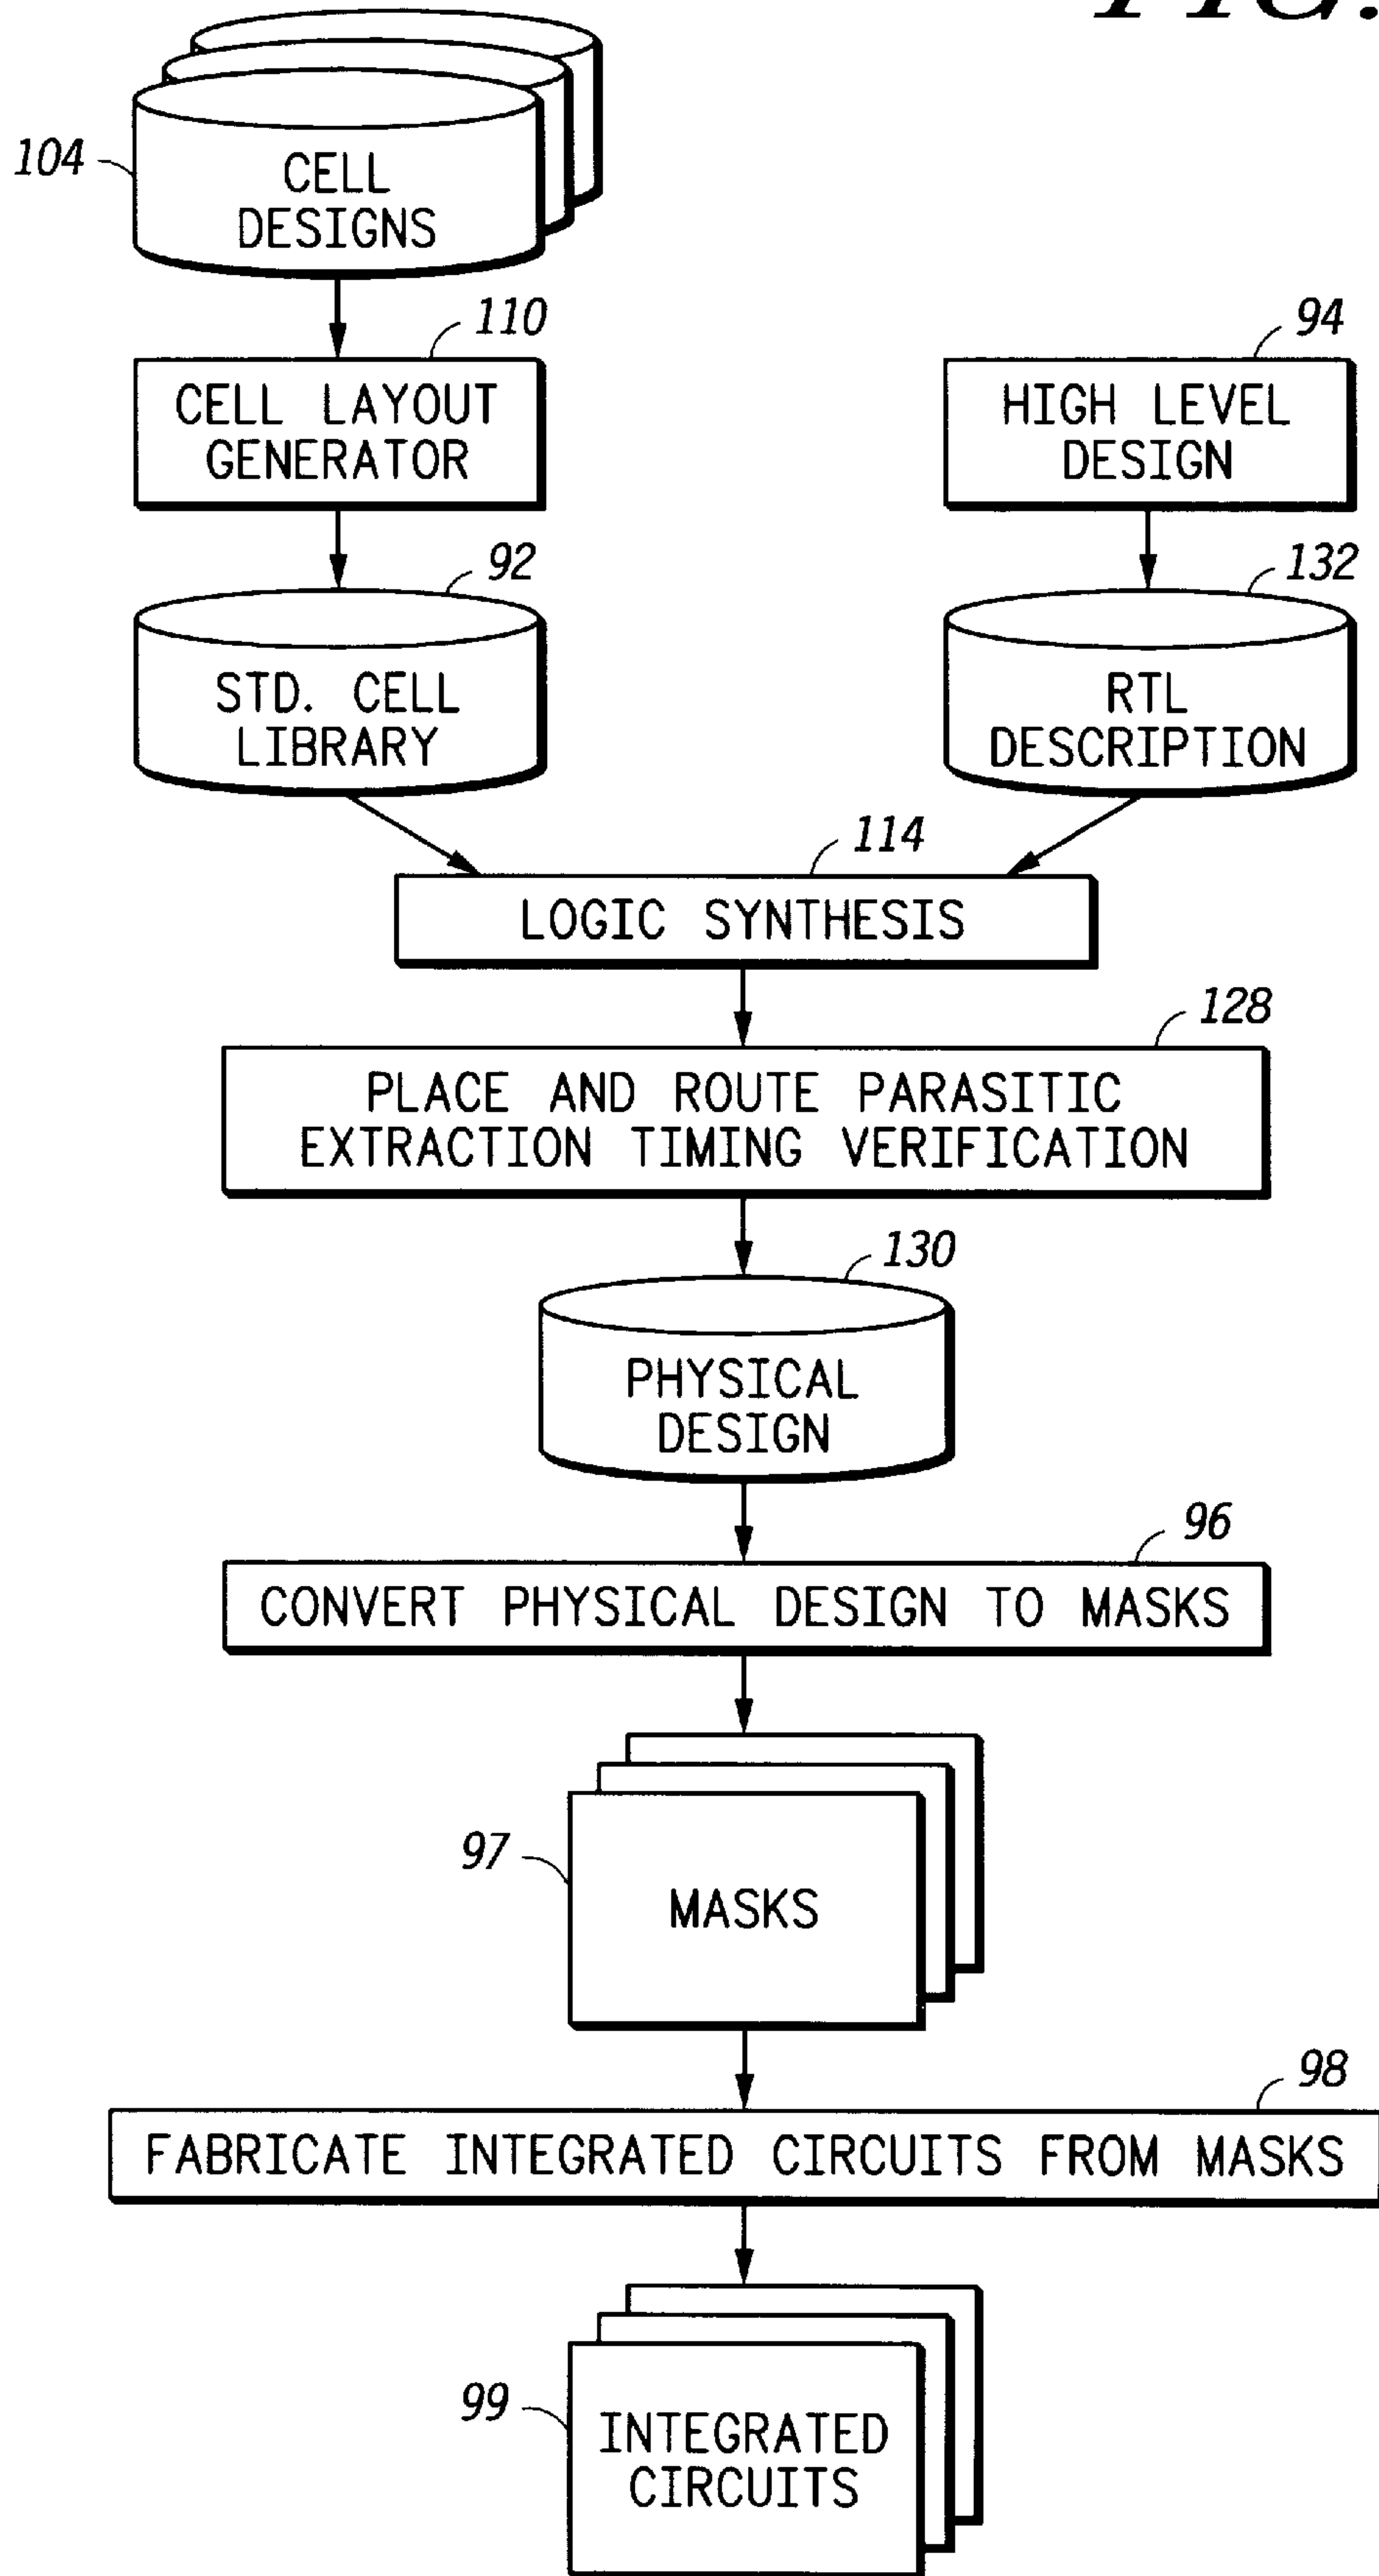 FIG.
104
CELL
DESIGNS
110
94
CELL LAYOUT
GENERATOR
HIGH LEVEL
DESIGN
92
132
STD. CELL
LIBRARY
RTL
DESCRIPTION
114
LOGIC SYNTHESIS
128
PLACE AND ROUTE PARASITIC
EXTRACTION TIMING VERIFICATION
130
PHYSICAL
DESIGN
96
CONVERT PHYSICAL DESIGN TO MASKS
97
MASKS
98
FABRICATE INTEGRATED CIRCUITS FROM MASKS
99
INTEGRATED
CIRCUITS